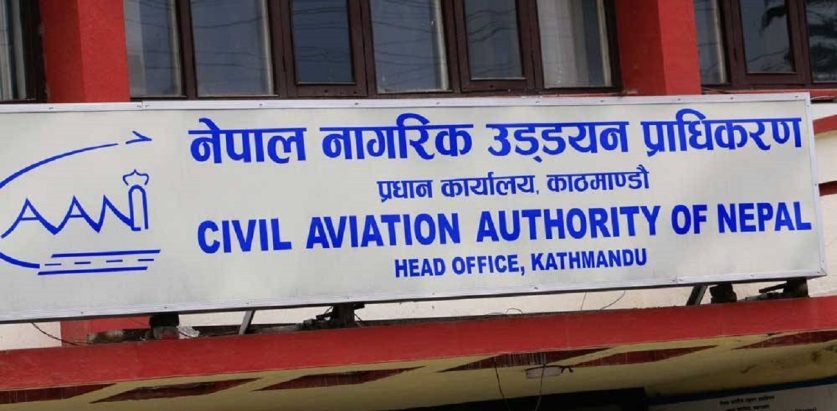 CAAN
नेपाल नागरिक उड्डयन प्राधिकरण
प्रधान कार्यालय, काठमाण्डौ
CIVIL AVIATION AUTHORITY OF NEPAL
HEAD OFFICE, KATHMANDU